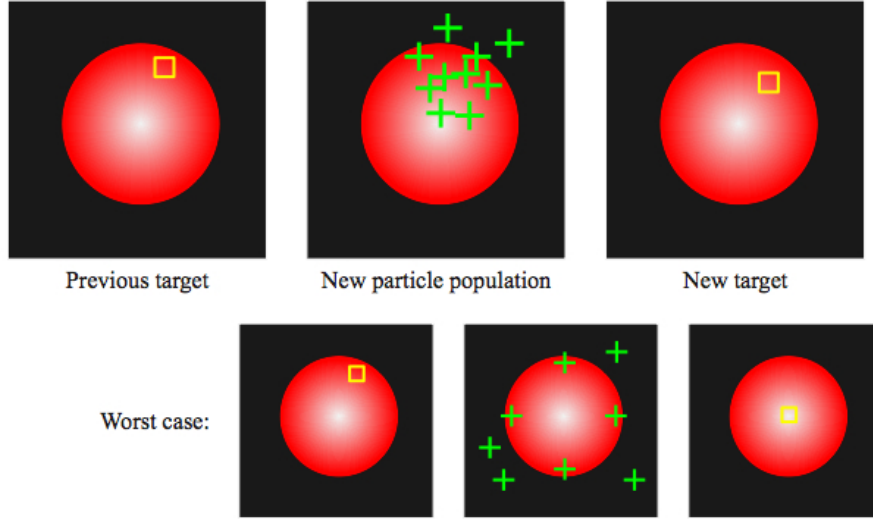 Previous target
New particle population
New target
Worst case: